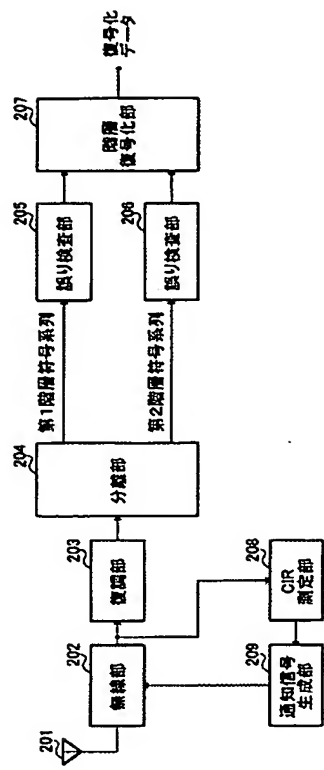 201
202
無線部
203
復調部
204
分離部
第1階層符号系列
第2階層符号系列
205
誤り検査部
206
誤り検査部
207
階層
復号化部
復号化
データ
208
CIR
測定部
209
通知信号
生成部